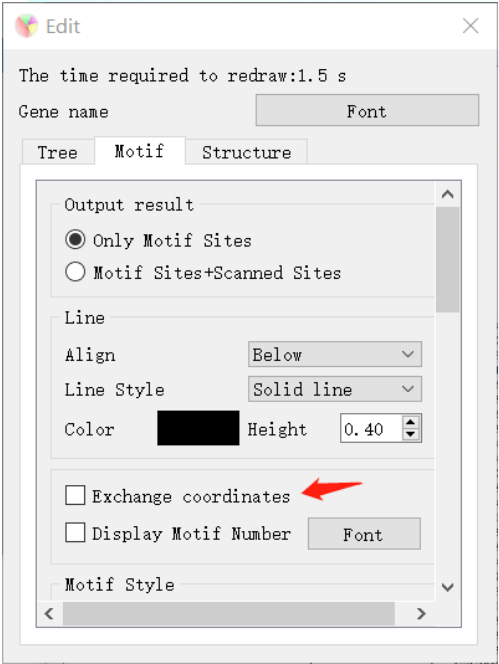 Edit
The time required to redraw:1.5 s
Gene name Font
Tree Motif Structure
Output result
Only Motif Sites
Motif Sites+Scanned Sites
Line
Align Below
Line Style Solid line
Color Height 0.40
Exchange coordinates
Display Motif Number Font
Motif Style